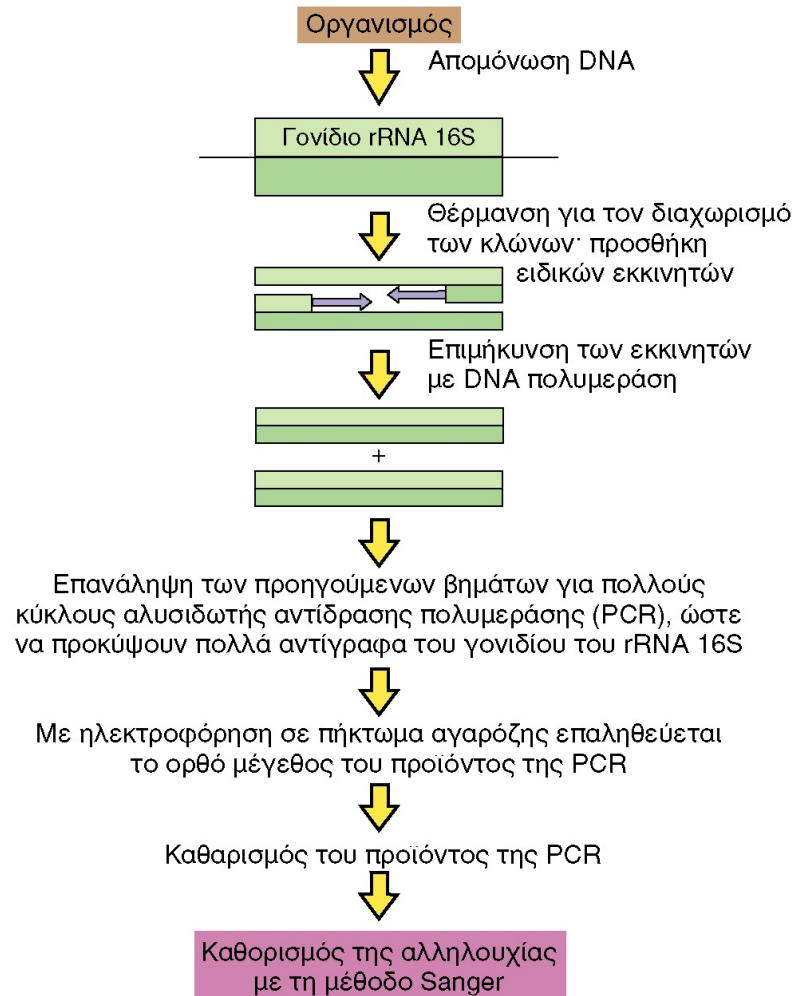 Οργανισμός
Απομόνωση DNA
Γονίδιο rRNA 16S
Θέρμανση για τον διαχωρισμό
των κλώνων· προσθήκη
ειδικών εκκινητών
Επιμήκυνση των εκκινητών
με DNA πολυμεράση
+
Επανάληψη των προηγούμενων βημάτων για πολλούς
κύκλους αλυσιδωτής αντίδρασης πολυμεράσης (PCR), ώστε
να προκύψουν πολλά αντίγραφα του γονιδίου του rRNA 16S
Με ηλεκτροφόρηση σε πήκτωμα αγαρόζης επαληθεύεται
το ορθό μέγεθος του προϊόντος της PCR
Καθαρισμός του προϊόντος της PCR
Καθορισμός της αλληλουχίας
με τη μέθοδο Sanger